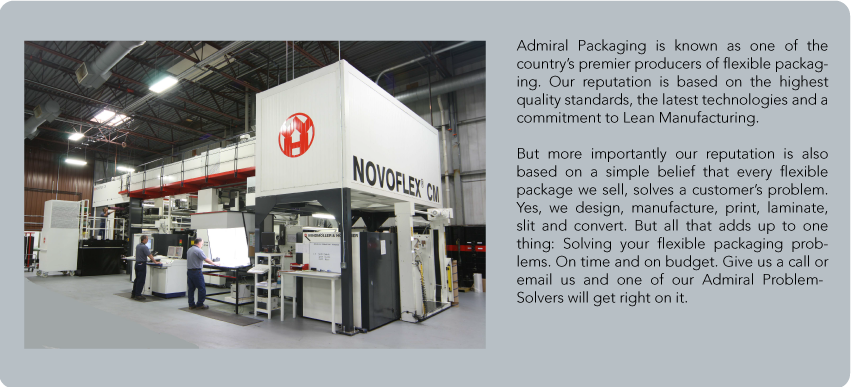 NOVOFLEX® CM
Admiral Packaging is known as one of the
country's premier producers of flexible packag-
ing. Our reputation is based on the highest
quality standards, the latest technologies and a
commitment to Lean Manufacturing.
But more importantly our reputation is also
based on a simple belief that every flexible
package we sell, solves a customer's problem.
Yes, we design, manufacture, print, laminate,
slit and convert. But all that adds up to one
thing: Solving your flexible packaging prob-
lems. On time and on budget. Give us a call or
email us and one of our Admiral Problem-
Solvers will get right on it.